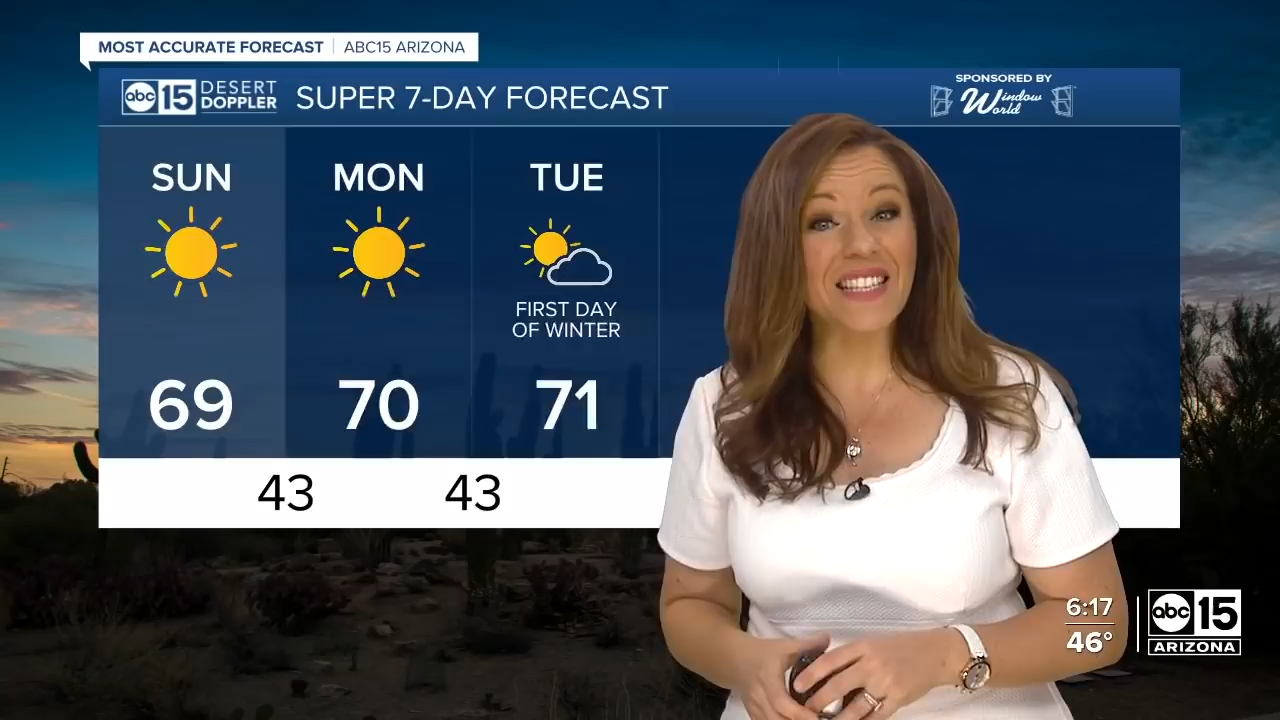 MOST ACCURATE FORECAST | ABC15 ARIZONA
abc 15 DESERT DOPPLER
SUPER 7-DAY FORECAST
SPONSORED BY
Window World
SUN MON TUE
FIRST DAY
OF WINTER
69 70 71
43 43
6:17
46°
abc 15
ARIZONA